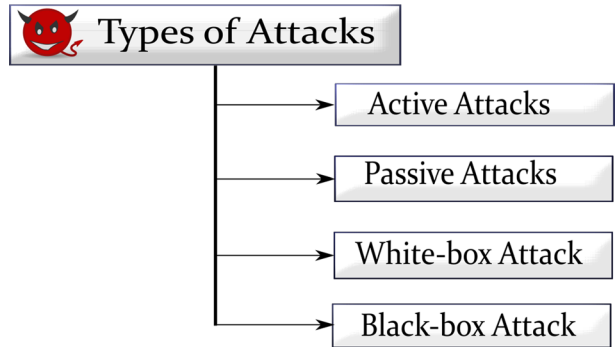 Types of Attacks
Active Attacks
Passive Attacks
White-box Attack
Black-box Attack